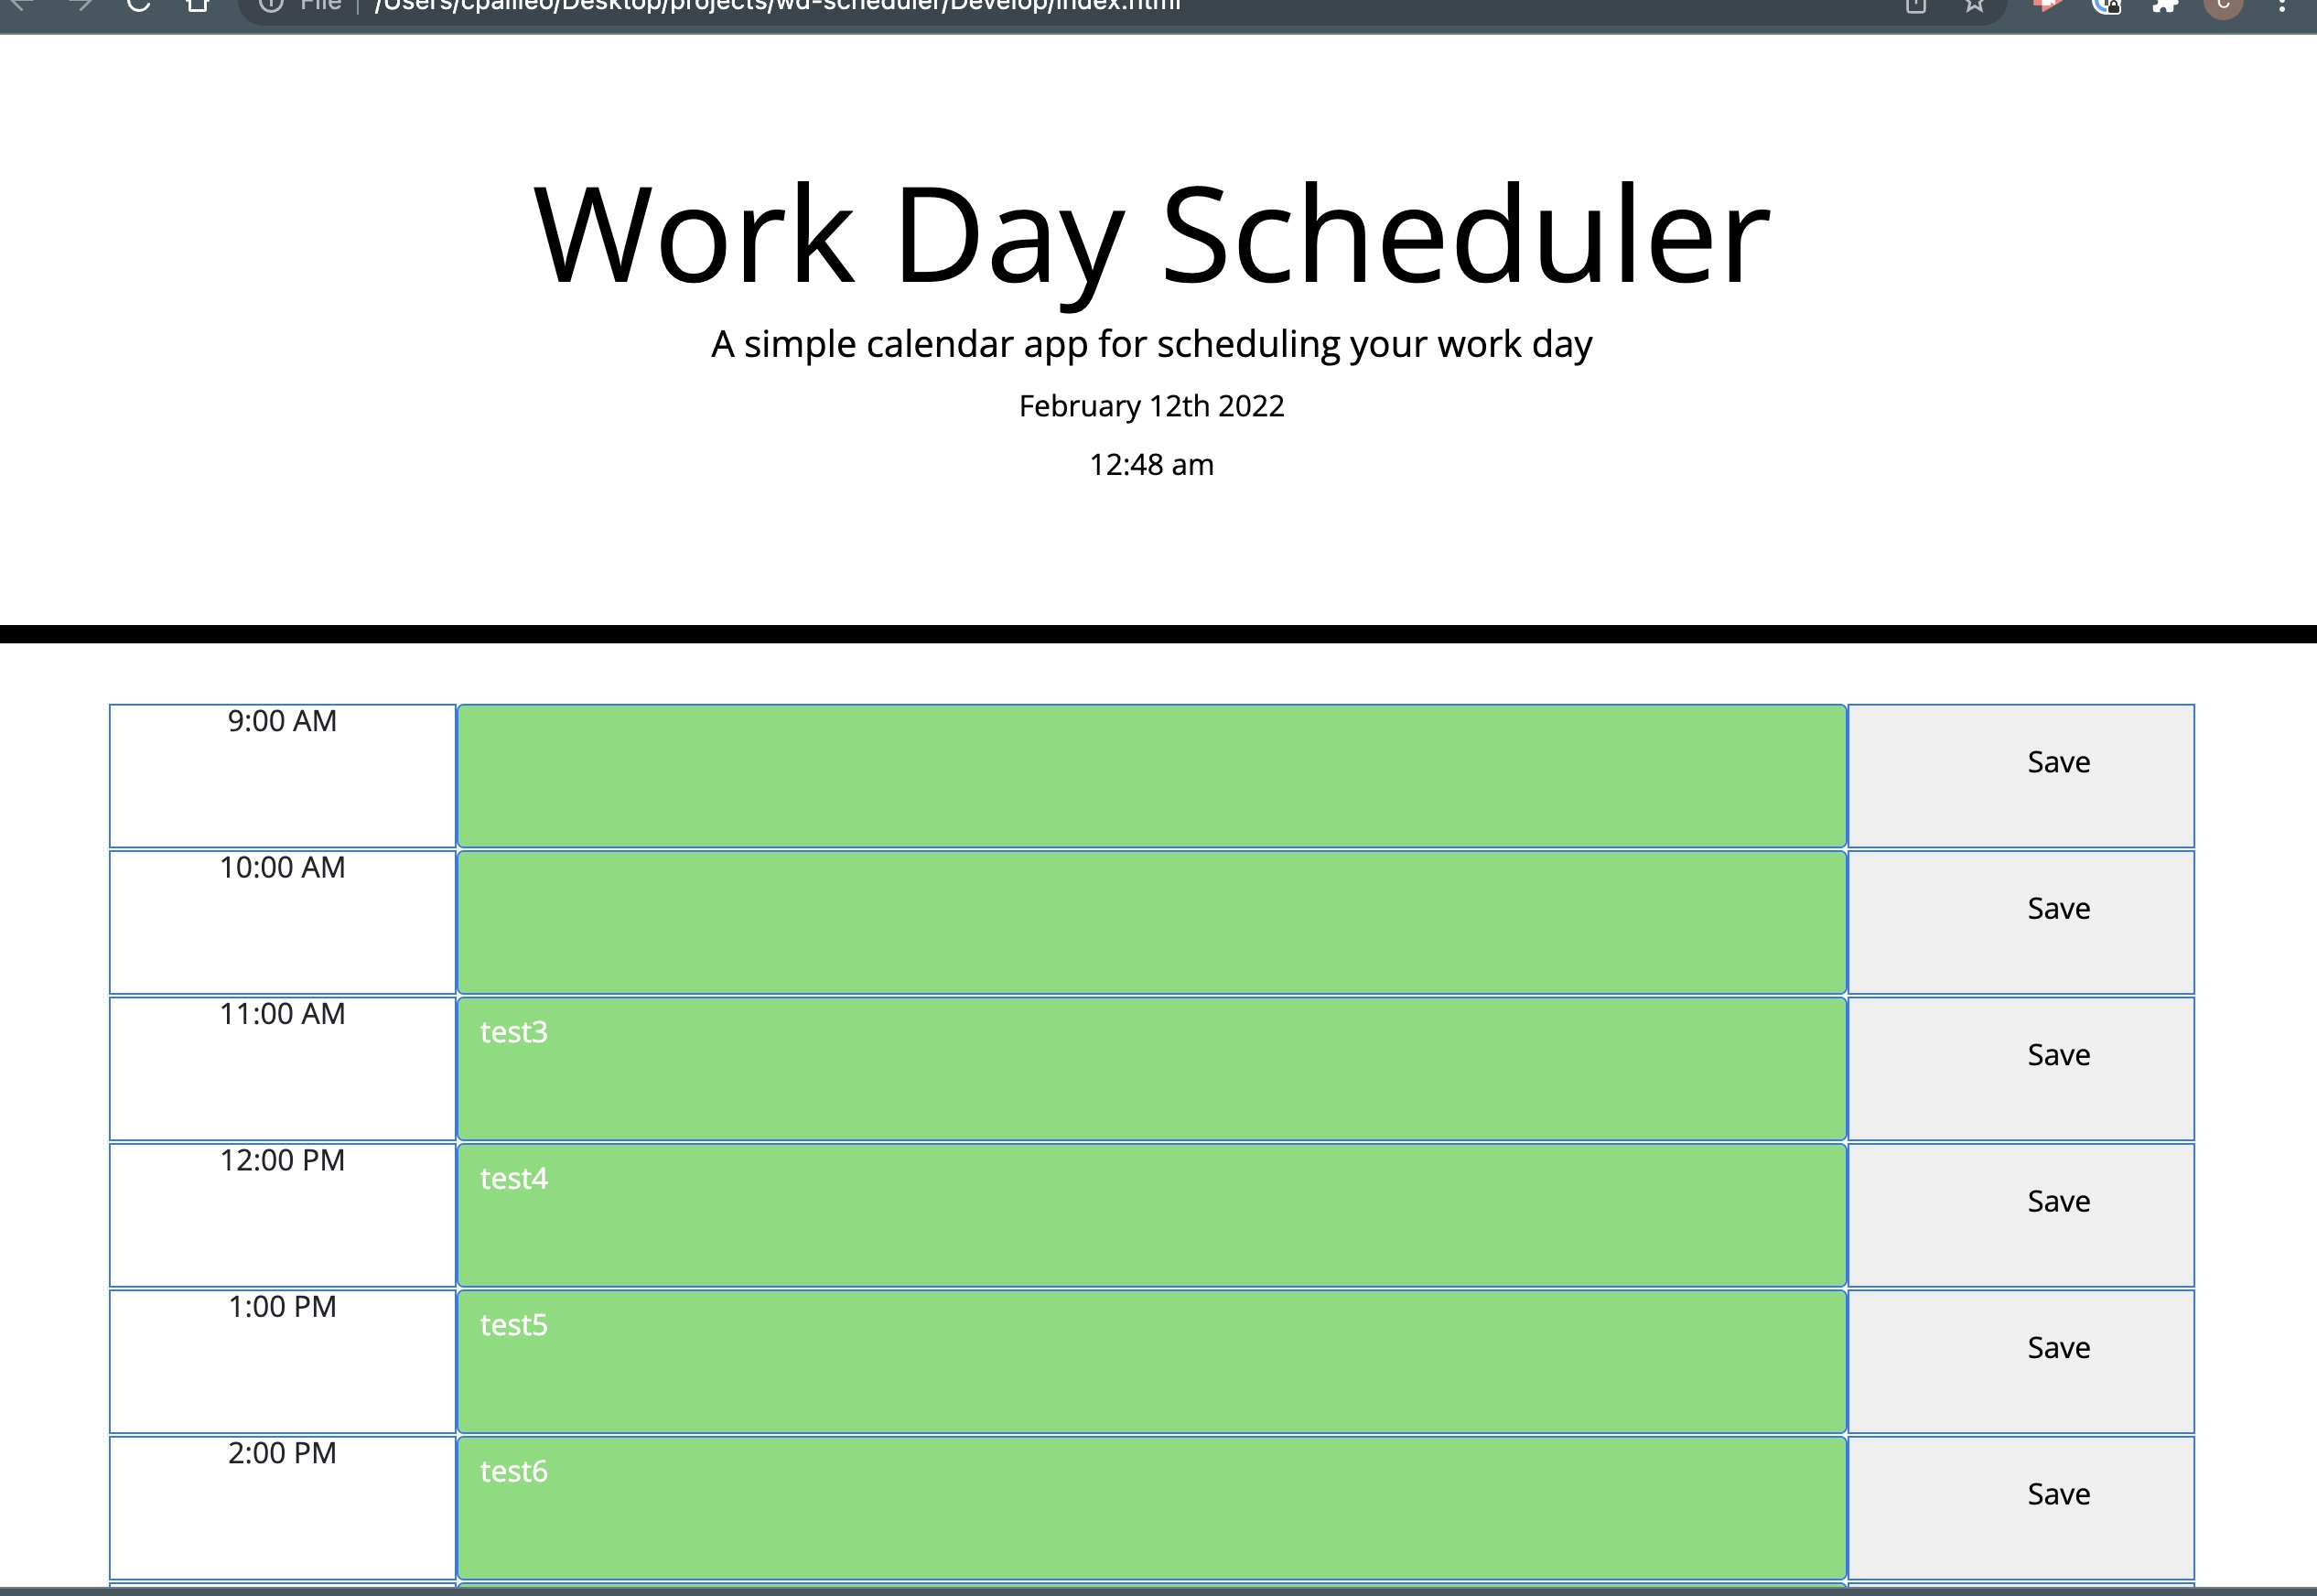 File /Users/cpallleo/Desktop/projects/wd-scheduler/Develop/index.html
C
Work Day Scheduler
A simple calendar app for scheduling your work day
February 12th 2022
12:48 am
9:00 AM
Save
10:00 AM
Save
11:00 AM
test3
Save
12:00 PM
test4
Save
1:00 PM
test5
Save
2:00 PM
test6
Save